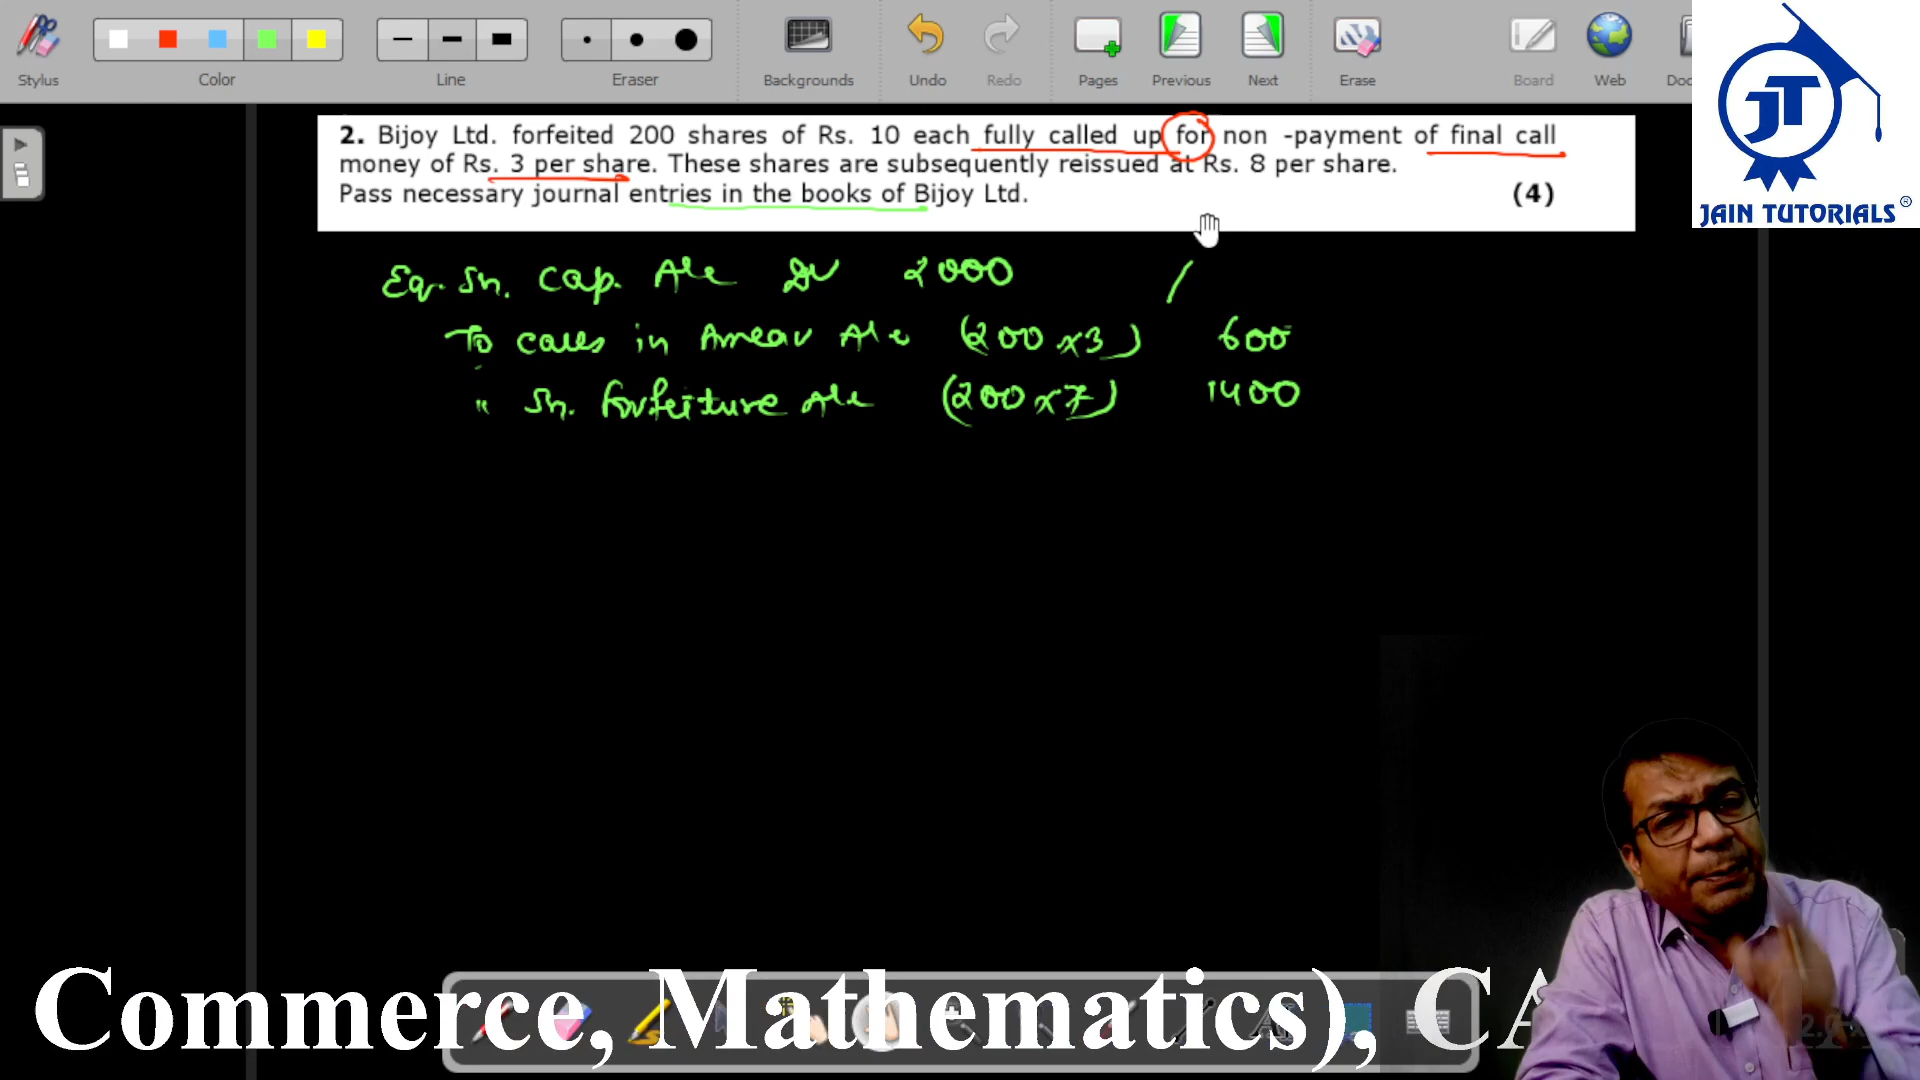 Stylus
Color
Line
Eraser
Backgrounds
Undo
Redo
Pages
Previous
Next
Erase
Board
Web
JT
JAIN TUTORIALS®
2. Bijoy Ltd. forfeited 200 shares of Rs. 10 each fully called up for non -payment of final call
money of Rs. 3 per share. These shares are subsequently reissued at Rs. 8 per share.
Pass necessary journal entries in the books of Bijoy Ltd. (4)
Eq. Sh. Cap. A/c Dr 2000 /
To calls in Arrear A/c (200 x 3) 600
" Sh. Forfeiture A/c (200 x 7) 1400
Commerce, Mathematics), CA